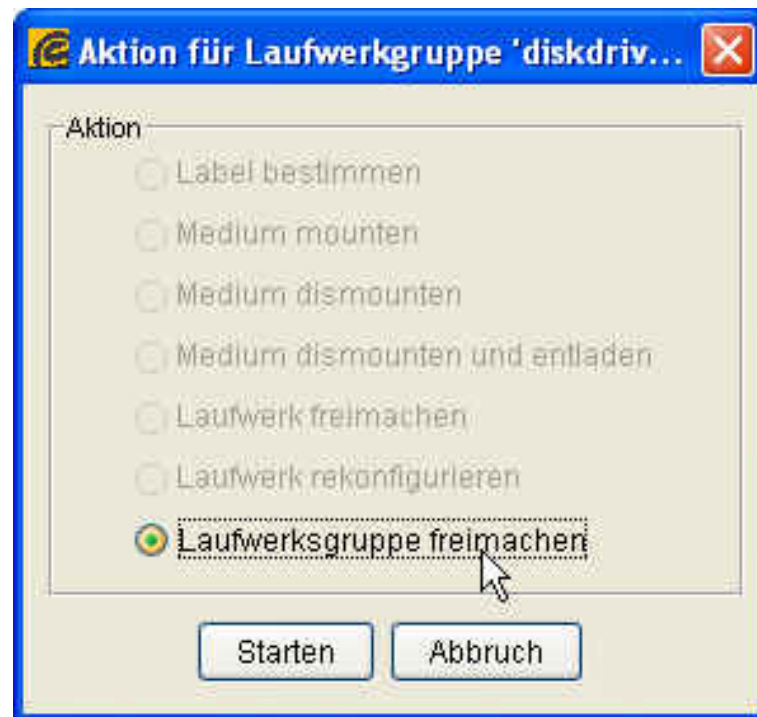 Aktion für Laufwerkgruppe 'diskdriv...
Aktion
Label bestimmen
Medium mounten
Medium dismounten
Medium dismounten und entladen
Laufwerk freimachen
Laufwerk rekonfigurieren
Laufwerksgruppe freimachen
Starten Abbruch